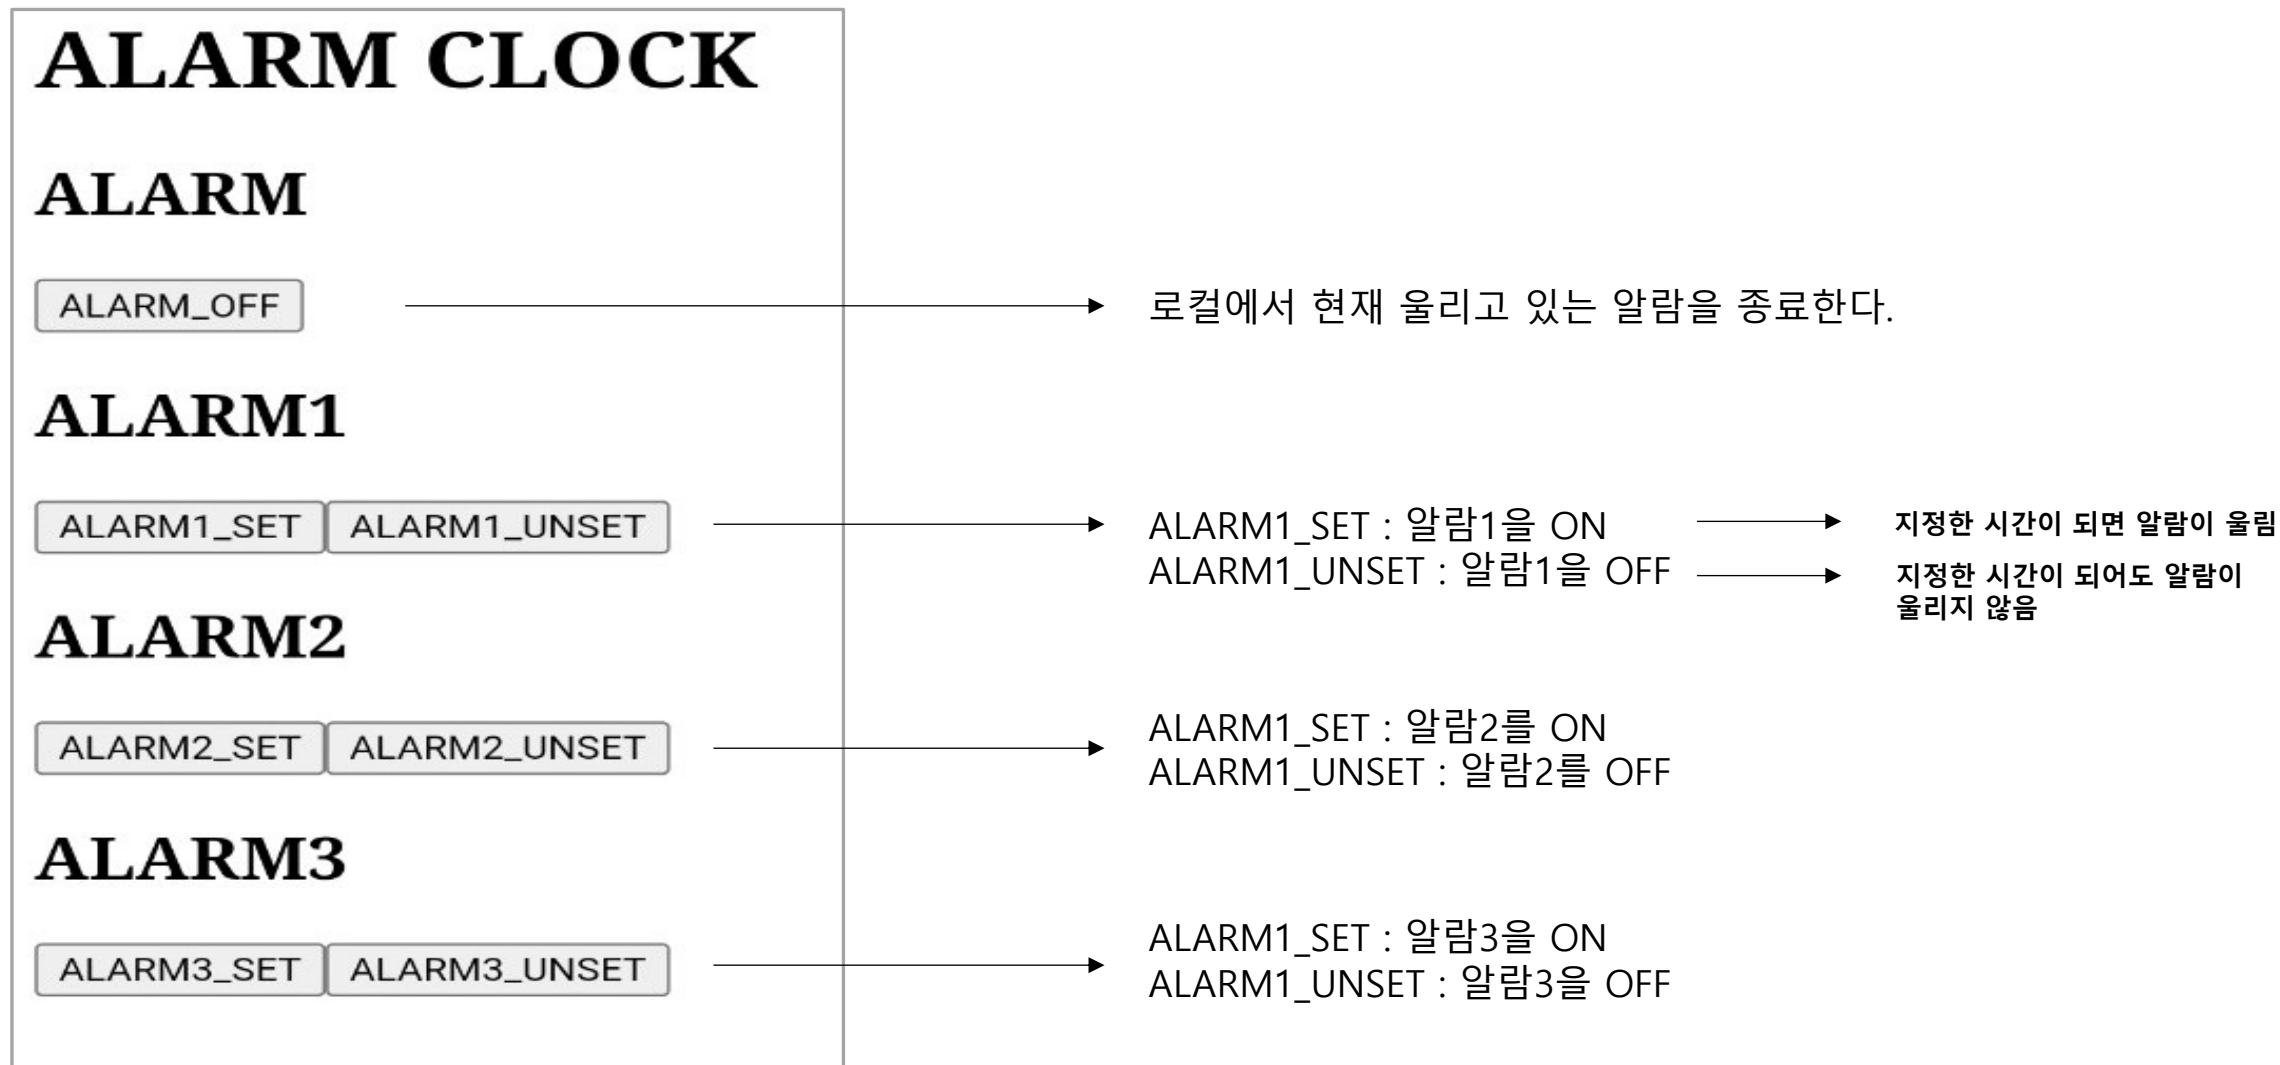 ALARM CLOCK
ALARM
ALARM_OFF
로컬에서 현재 울리고 있는 알람을 종료한다.
ALARM1
ALARM1_SET ALARM1_UNSET
ALARM1_SET : 알람1을 ON
ALARM1_UNSET : 알람1을 OFF
지정한 시간이 되면 알람이 울림
지정한 시간이 되어도 알람이
울리지 않음
ALARM2
ALARM2_SET ALARM2_UNSET
ALARM1_SET : 알람2를 ON
ALARM1_UNSET : 알람2를 OFF
ALARM3
ALARM3_SET ALARM3_UNSET
ALARM1_SET : 알람3을 ON
ALARM1_UNSET : 알람3을 OFF